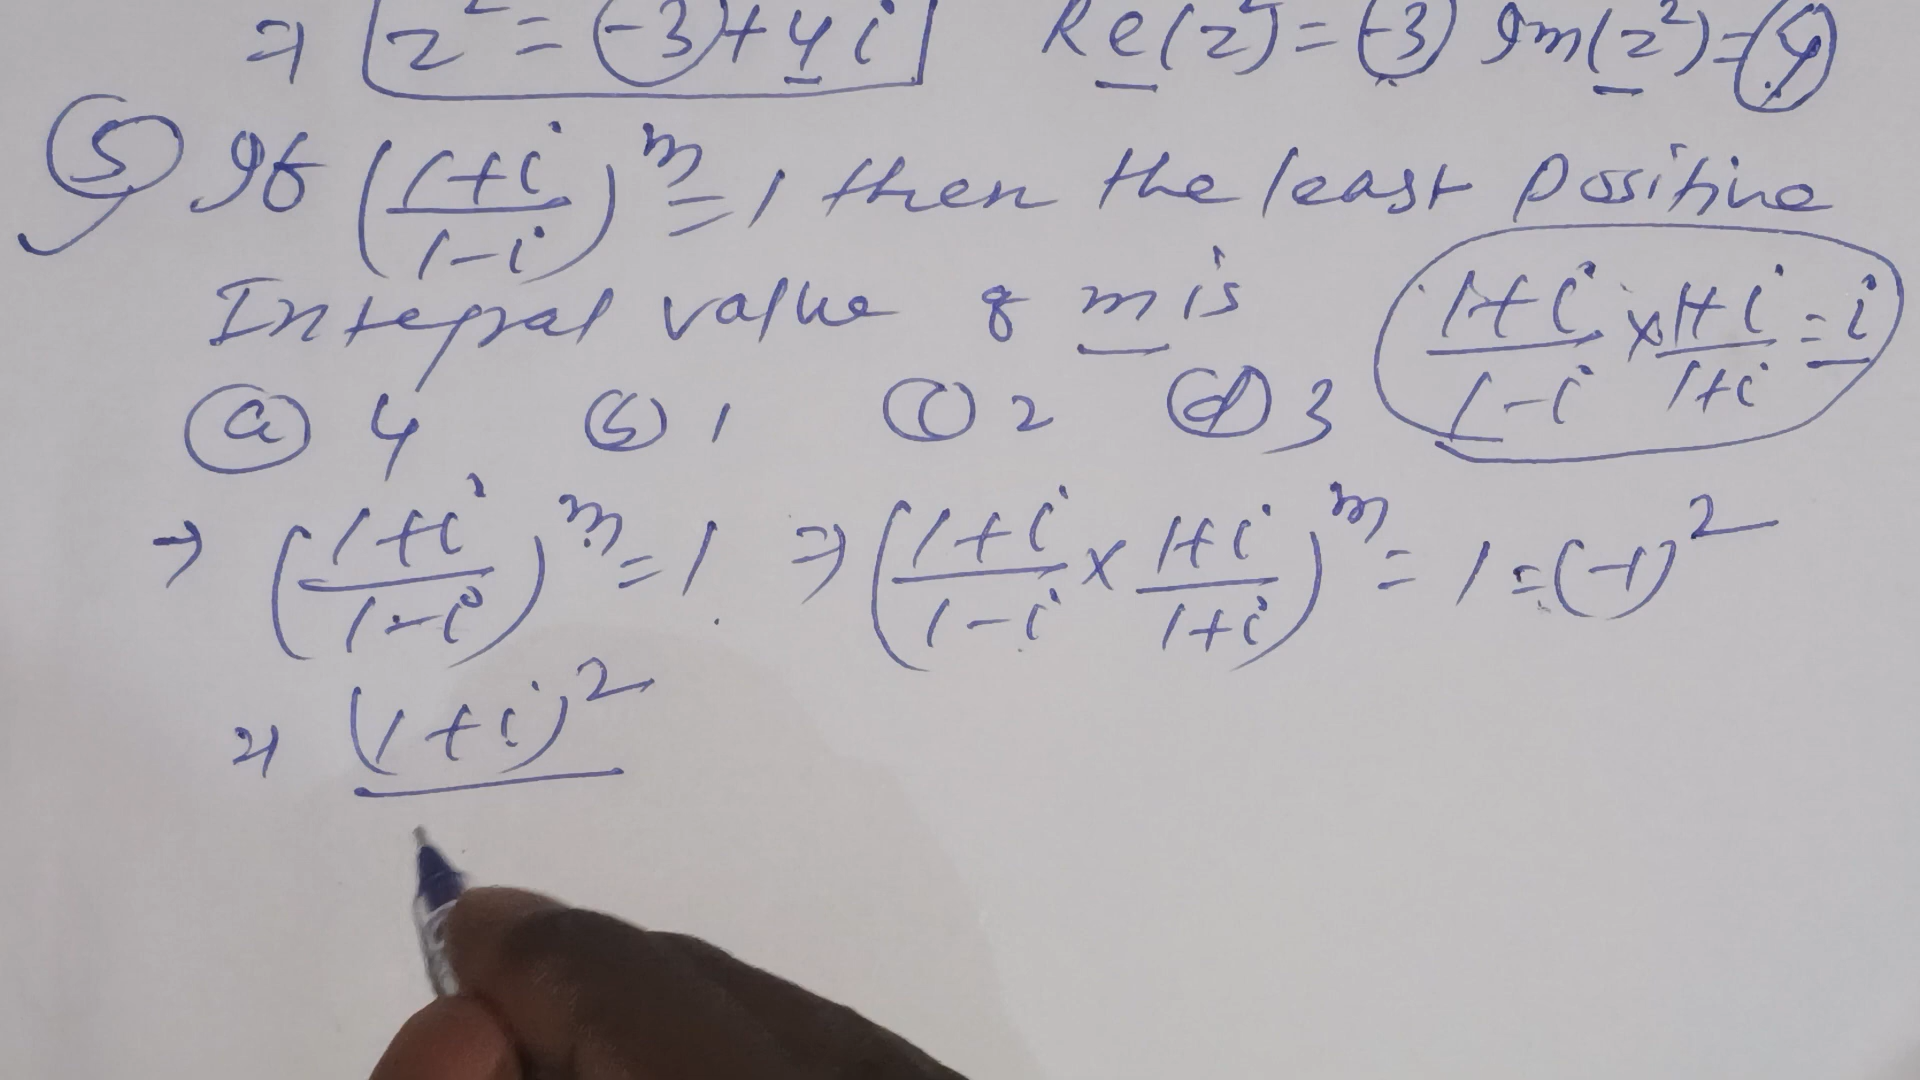 ⇒ z² = (-3)+4i Re(z²)=(-3) Im(z²)=4
5) If ((1+i)/(1-i))^m = 1, then the least positive
Integral value of m is
(1+i)/(1-i) × (1+i)/(1+i) = i
(a) 4 (b) 1 (c) 2 (d) 3
→ ((1+i)/(1-i))^m = 1 ⇒ ((1+i)/(1-i) × (1+i)/(1+i))^m = 1 = (-1)²
⇒ (1+i)²